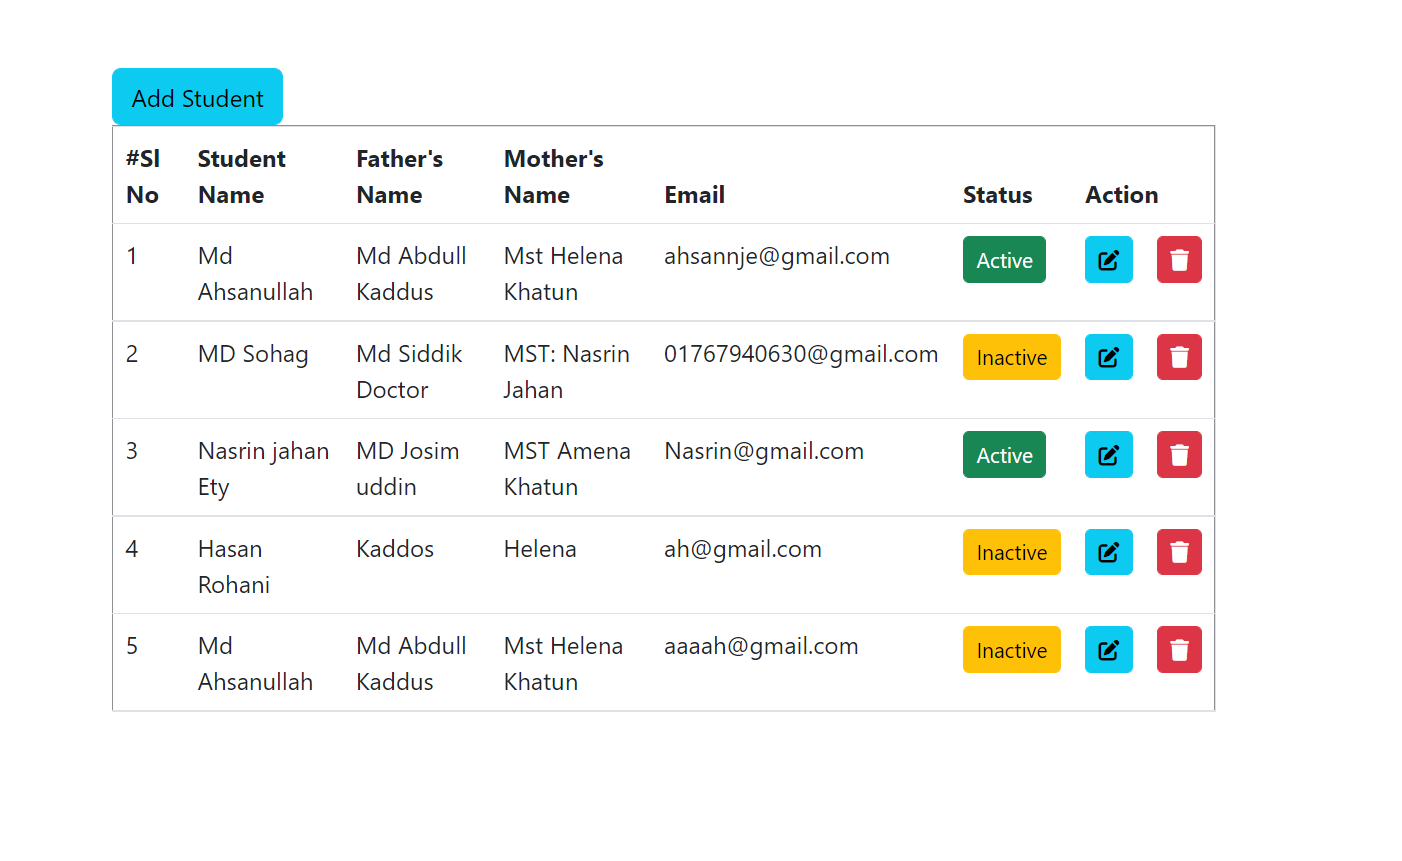 Add Student
#Sl No Student Name Father's Name Mother's Name Email Status Action
1 Md Ahsanullah Md Abdull Kaddus Mst Helena Khatun ahsannje@gmail.com Active
2 MD Sohag Md Siddik Doctor MST: Nasrin Jahan 01767940630@gmail.com Inactive
3 Nasrin jahan Ety MD Josim uddin MST Amena Khatun Nasrin@gmail.com Active
4 Hasan Rohani Kaddos Helena ah@gmail.com Inactive
5 Md Ahsanullah Md Abdull Kaddus Mst Helena Khatun aaaah@gmail.com Inactive